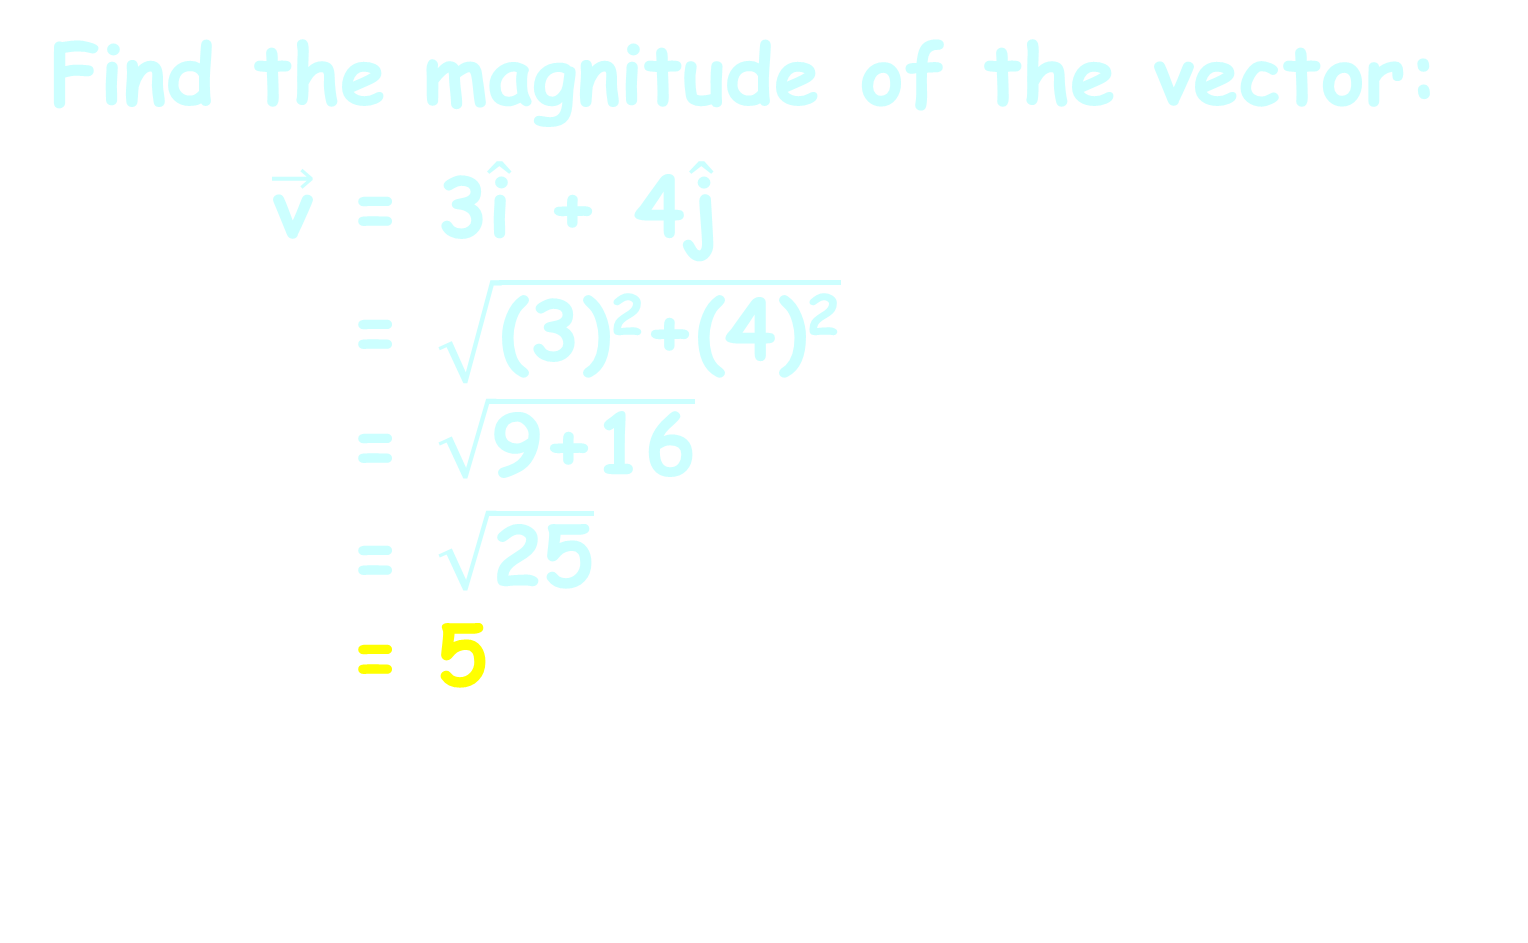 Find the magnitude of the vector:
v⃗ = 3î + 4ĵ
= √(3)²+(4)²
= √9+16
= √25
= 5